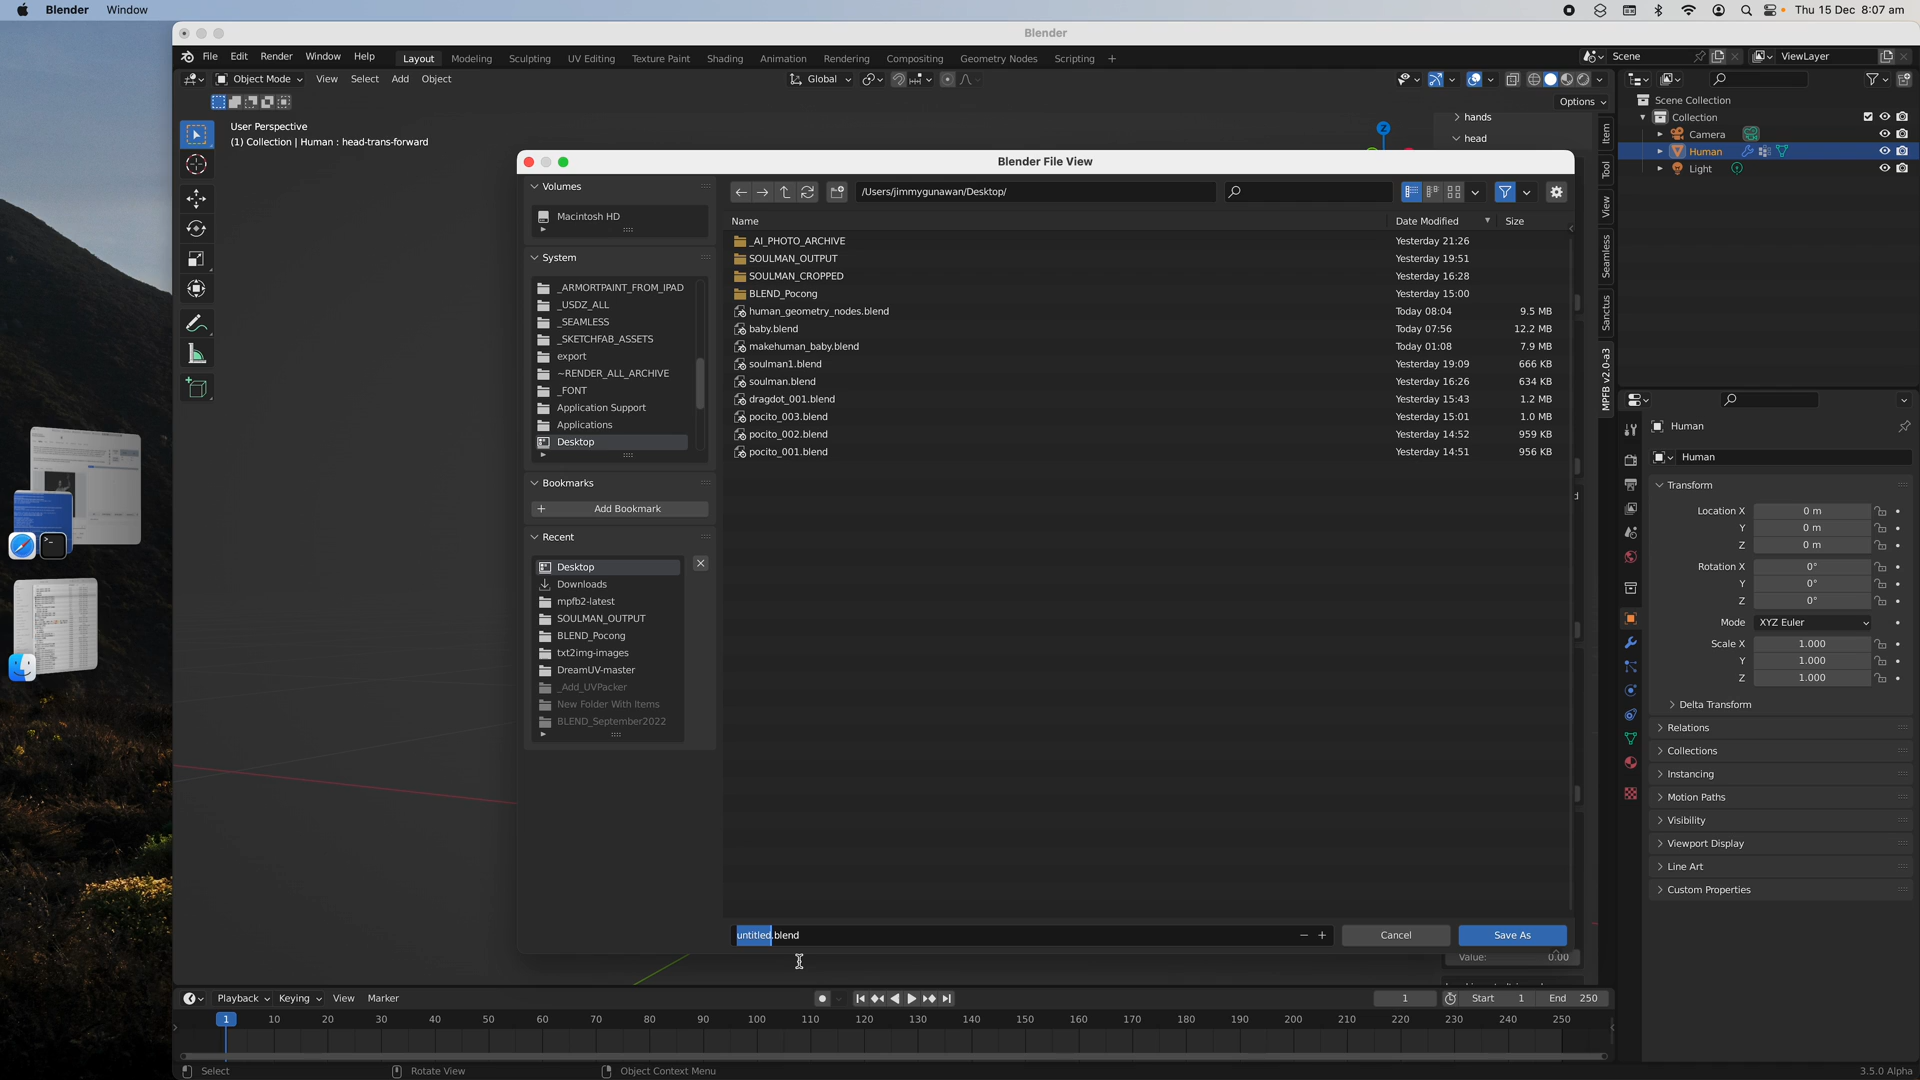 Blender Window Thu 15 Dec 8:07 am
Blender
File Edit Render Window Help Layout Modeling Sculpting UV Editing Texture Paint Shading Animation Rendering Compositing Geometry Nodes Scripting + Scene ViewLayer
Object Mode View Select Add Object Global
Options
User Perspective
(1) Collection | Human : head-trans-forward
hands
head
Z
Item
Tool
View
Seamless
Sanctus
MPFB v2.0-a3
Scene Collection
Collection
Camera
Human
Light
Blender File View
Volumes
Macintosh HD
System
_ARMORTPAINT_FROM_IPAD
_USDZ_ALL
_SEAMLESS
_SKETCHFAB_ASSETS
export
~RENDER_ALL_ARCHIVE
_FONT
Application Support
Applications
Desktop
Bookmarks
Add Bookmark
Recent
Desktop
Downloads
mpfb2-latest
SOULMAN_OUTPUT
BLEND_Pocong
txt2img-images
DreamUV-master
_Add_UVPacker
New Folder With Items
BLEND_September2022
/Users/jimmygunawan/Desktop/
Name Date Modified Size
_AI_PHOTO_ARCHIVE Yesterday 21:26
SOULMAN_OUTPUT Yesterday 19:51
SOULMAN_CROPPED Yesterday 16:28
BLEND_Pocong Yesterday 15:00
human_geometry_nodes.blend Today 08:04 9.5 MB
baby.blend Today 07:56 12.2 MB
makehuman_baby.blend Today 01:08 7.9 MB
soulman1.blend Yesterday 19:09 666 KB
soulman.blend Yesterday 16:26 634 KB
dragdot_001.blend Yesterday 15:43 1.2 MB
pocito_003.blend Yesterday 15:01 1.0 MB
pocito_002.blend Yesterday 14:52 959 KB
pocito_001.blend Yesterday 14:51 956 KB
untitled.blend Cancel Save As
Value: 0.00
Human
Human
Transform
Location X 0 m
Y 0 m
Z 0 m
Rotation X 0°
Y 0°
Z 0°
Mode XYZ Euler
Scale X 1.000
Y 1.000
Z 1.000
Delta Transform
Relations
Collections
Instancing
Motion Paths
Visibility
Viewport Display
Line Art
Custom Properties
Playback Keying View Marker 1 Start 1 End 250
1 10 20 30 40 50 60 70 80 90 100 110 120 130 140 150 160 170 180 190 200 210 220 230 240 250
Select Rotate View Object Context Menu 3.5.0 Alpha